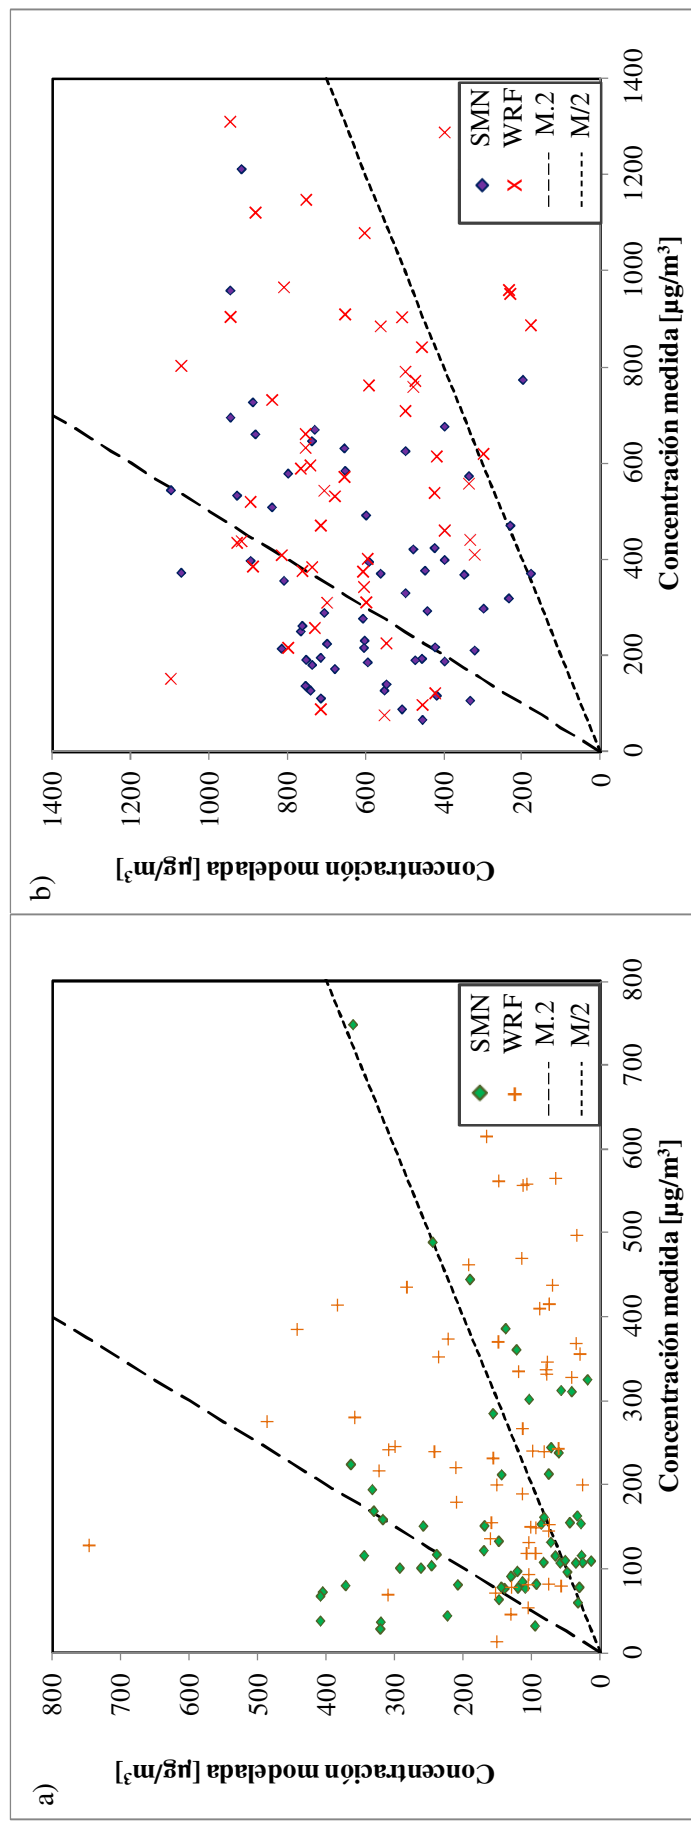 a)
Concentración modelada [µg/m³]
800
700
600
500
400
300
200
100
0
0 100 200 300 400 500 600 700 800
Concentración medida [µg/m³]
SMN
WRF
M.2
M/2
b)
Concentración modelada [µg/m³]
1400
1200
1000
800
600
400
200
0
0 200 400 600 800 1000 1200 1400
Concentración medida [µg/m³]
SMN
WRF
M.2
M/2